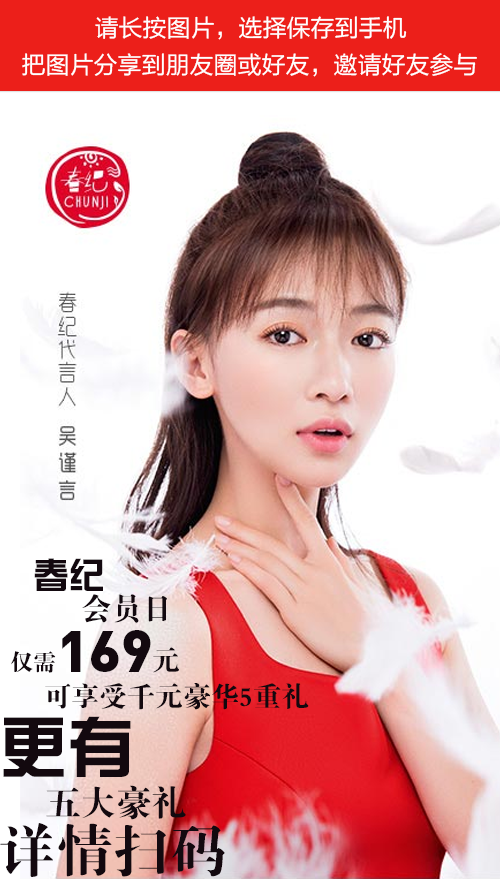 请长按图片，选择保存到手机
把图片分享到朋友圈或好友，邀请好友参与
春纪
CHUNJI
春纪代言人 吴谨言
春纪
会员日
仅需169元
可享受千元豪华5重礼
更有
五大豪礼
详情扫码